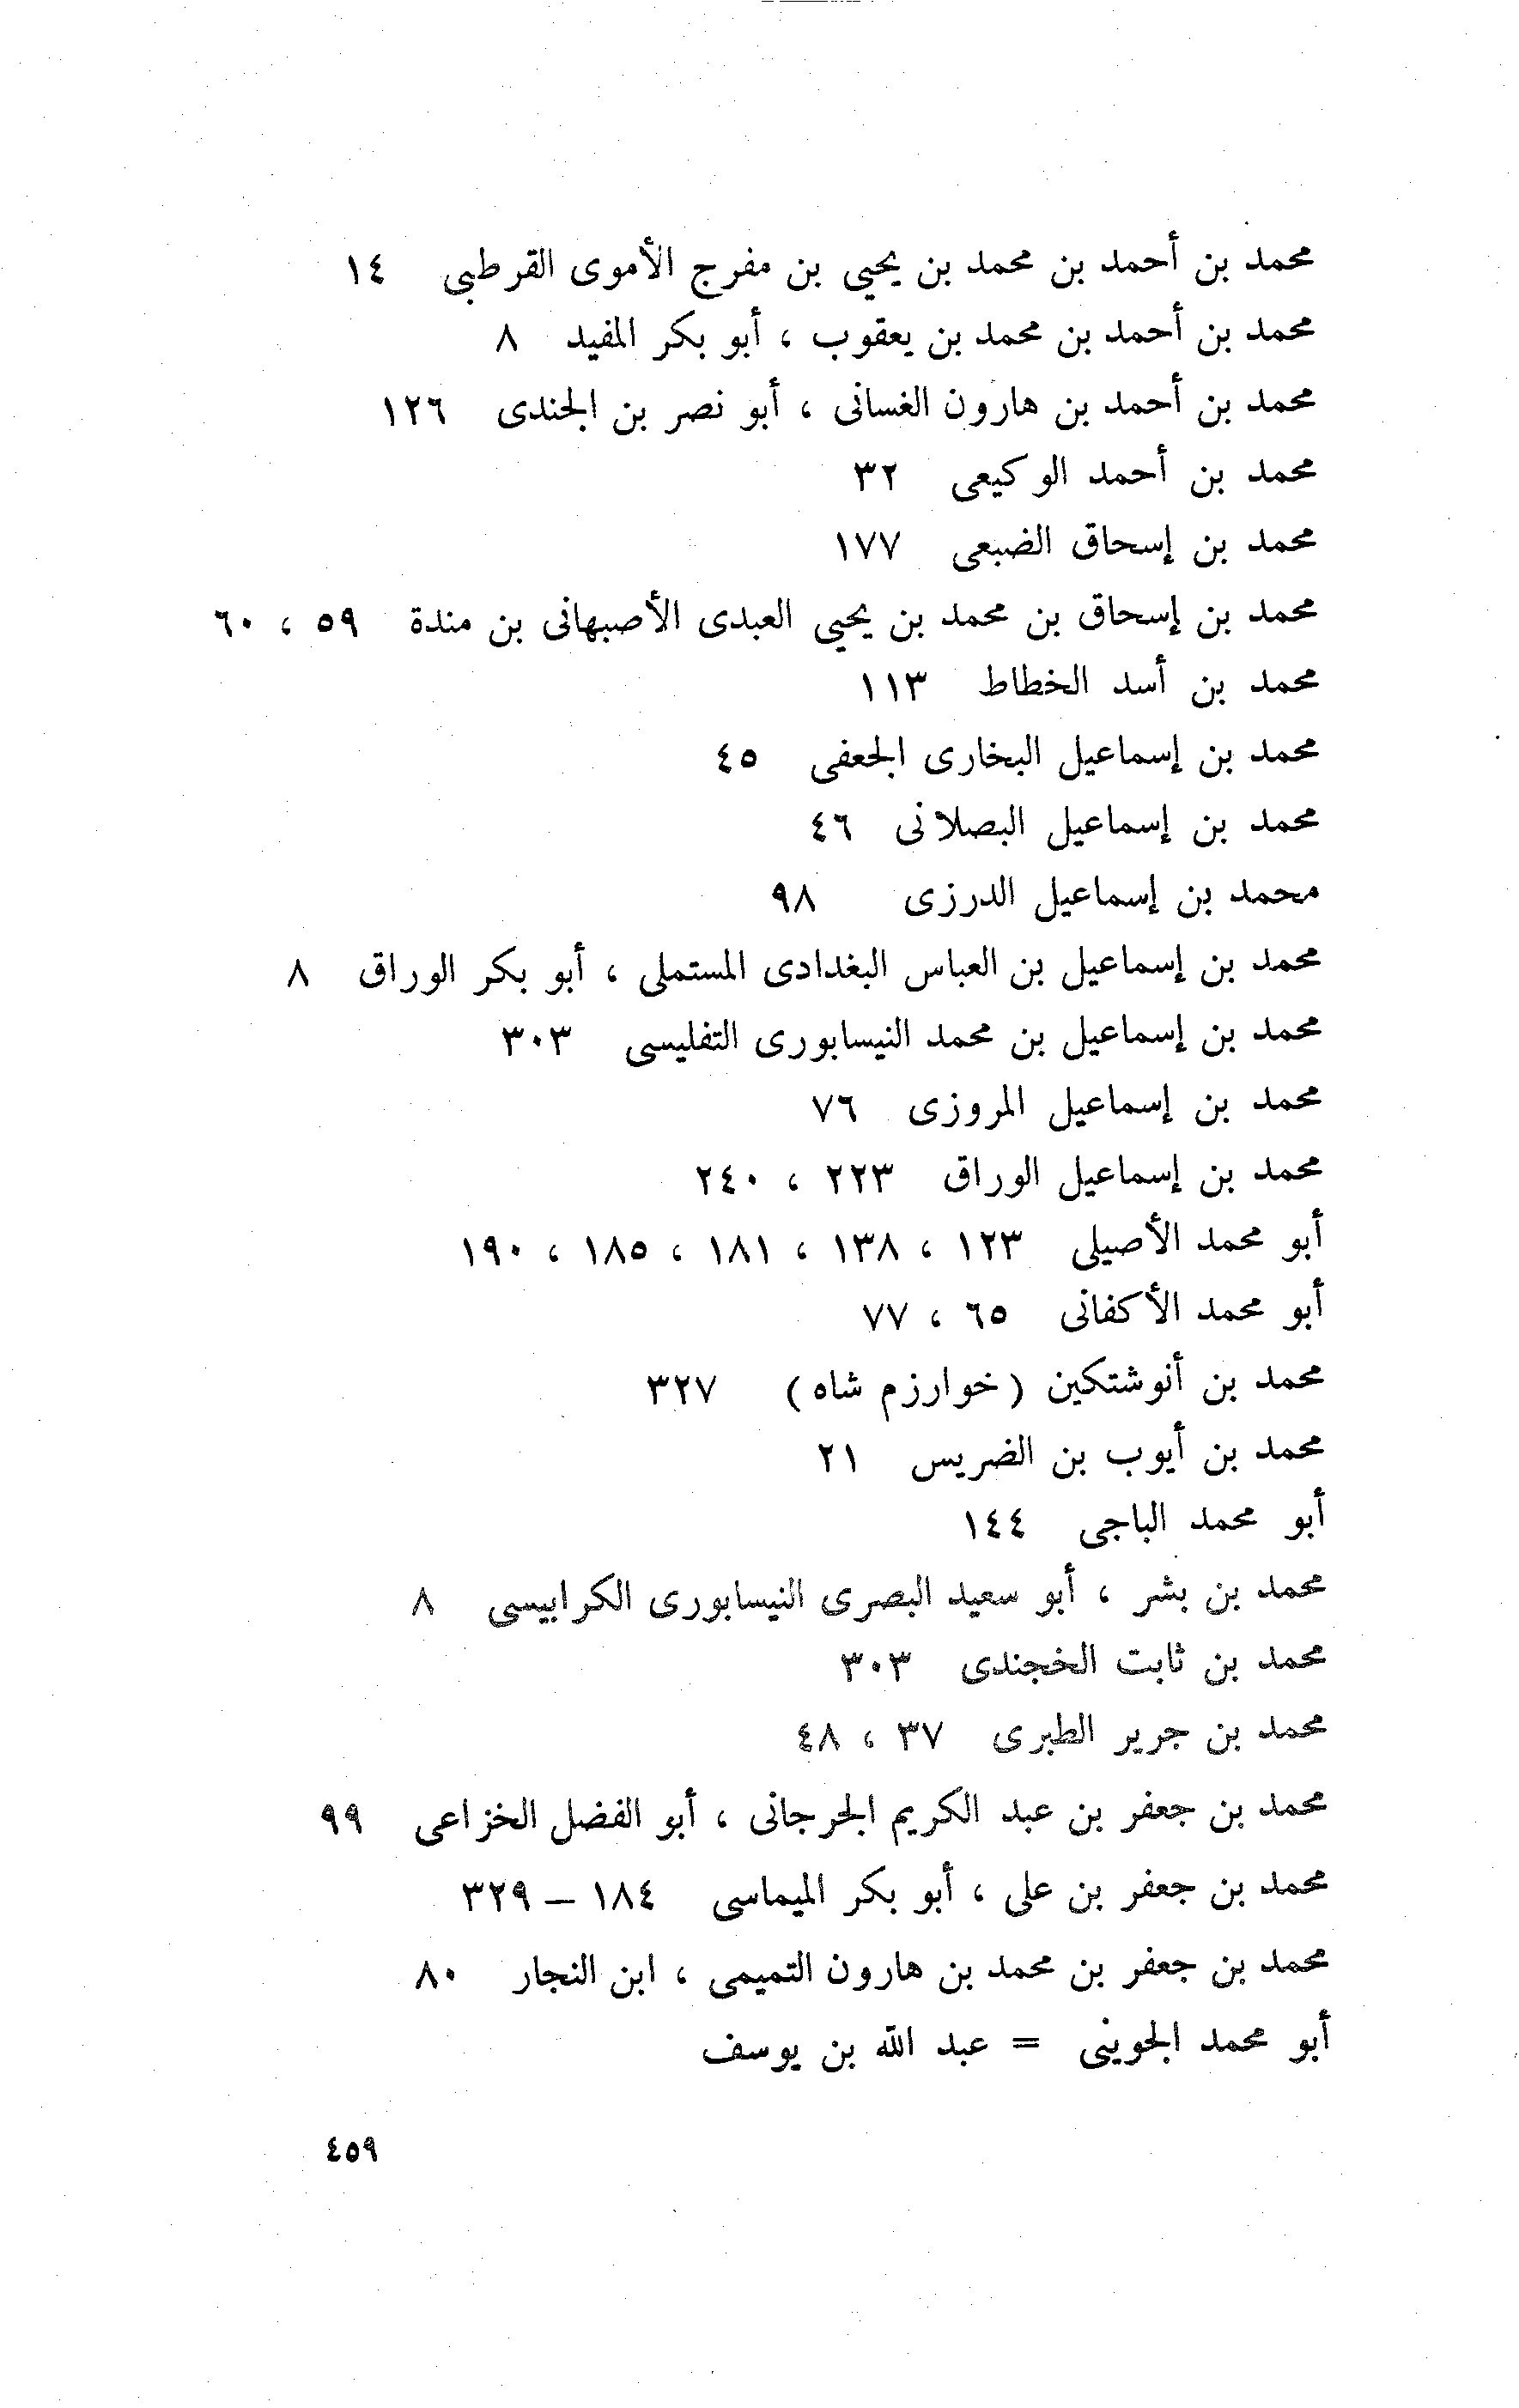 محمد بن أحمد بن محمد بن يحيى بن مفرج الأموى القرطبى ١٤
محمد بن أحمد بن محمد بن يعقوب ، أبو بكر المفيد ٨
محمد بن أحمد بن هارون الغسانى ، أبو نصر بن الجندى ١٢٦
محمد بن أحمد الوكيعى ٣٢
محمد بن إسحاق الضبعى ١٧٧
محمد بن إسحاق بن محمد بن يحيى العبدى الأصبهانى بن مندة ٥٩ ، ٦٠
محمد بن أسد الخطاط ١١٣
محمد بن إسماعيل البخارى الجعفى ٤٥
محمد بن إسماعيل البصلانى ٤٦
محمد بن إسماعيل الدرزى ٩٨
محمد بن إسماعيل بن العباس البغدادى المستملى ، أبو بكر الوراق ٨
محمد بن إسماعيل بن محمد النيسابورى التفليسى ٣٠٣
محمد بن إسماعيل المروزى ٧٦
محمد بن إسماعيل الوراق ٢٢٣ ، ٢٤٠
أبو محمد الأصيلى ١٢٣ ، ١٣٨ ، ١٨١ ، ١٨٥ ، ١٩٠
أبو محمد الأكفانى ٦٥ ، ٧٧
محمد بن أنوشتكين (خوارزم شاه) ٣٢٧
محمد بن أيوب بن الضريس ٢١
أبو محمد الباجى ١٤٤
محمد بن بشر ، أبو سعيد البصرى النيسابورى الكرابيسى ٨
محمد بن ثابت الخجندى ٣٠٣
محمد بن جرير الطبرى ٣٧ ، ٤٨
محمد بن جعفر بن عبد الكريم الجرجانى ، أبو الفضل الخزاعى ٩٩
محمد بن جعفر بن على ، أبو بكر الميماسى ١٨٤ – ٣٢٩
محمد بن جعفر بن محمد بن هارون التميمى ، ابن النجار ٨٠
أبو محمد الجوينى = عبد الله بن يوسف
٤٥٩